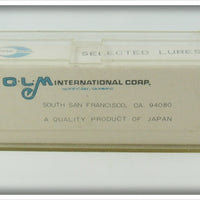 SELECTED LURES
O·L·M INTERNATIONAL CORP.
SOUTH SAN FRANCISCO, CA. 94080
A QUALITY PRODUCT OF JAPAN